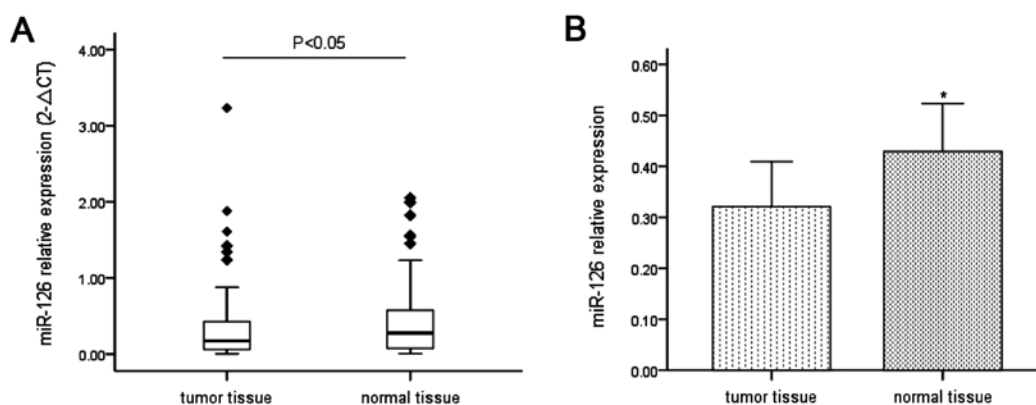 A
miR-126 relative expression (2-△CT)
P<0.05
4.00
3.00
2.00
1.00
0.00
tumor tissue
normal tissue
B
miR-126 relative expression
0.60
0.50
0.40
0.30
0.20
0.10
0.00
*
tumor tissue
normal tissue